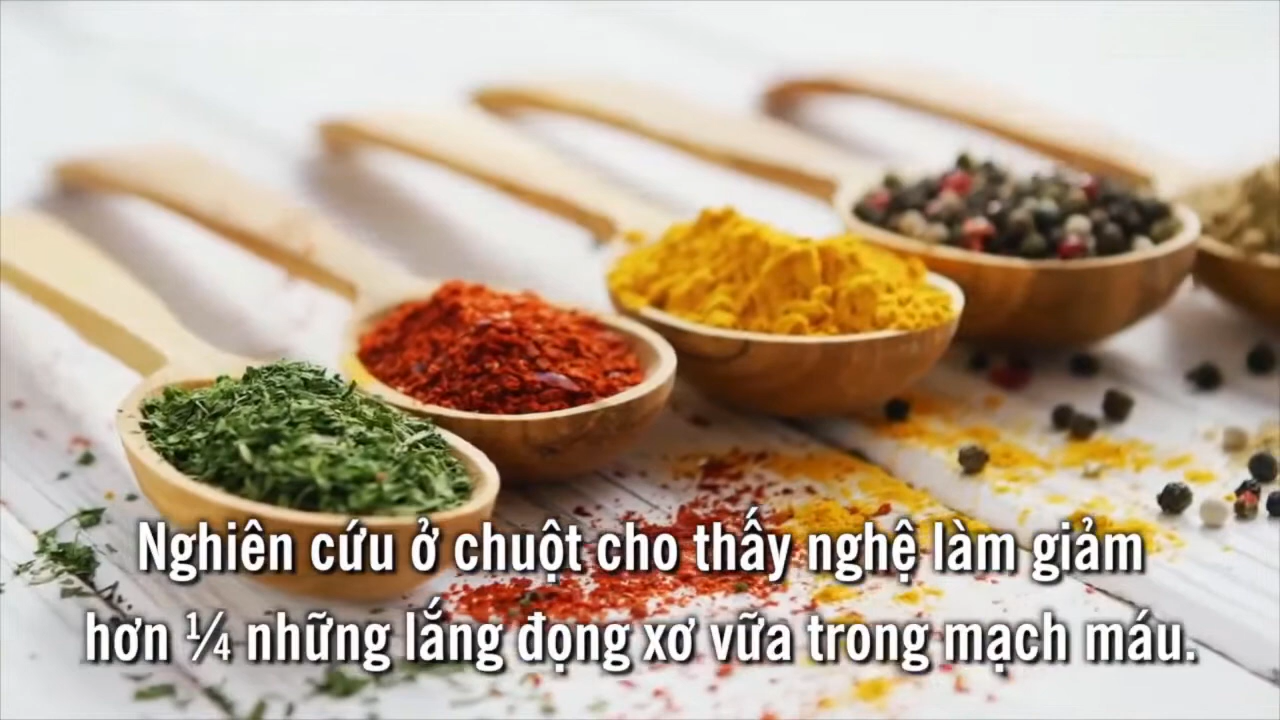 Nghiên cứu ở chuột cho thấy nghệ làm giảm
hơn ¼ những lắng đọng xơ vữa trong mạch máu.